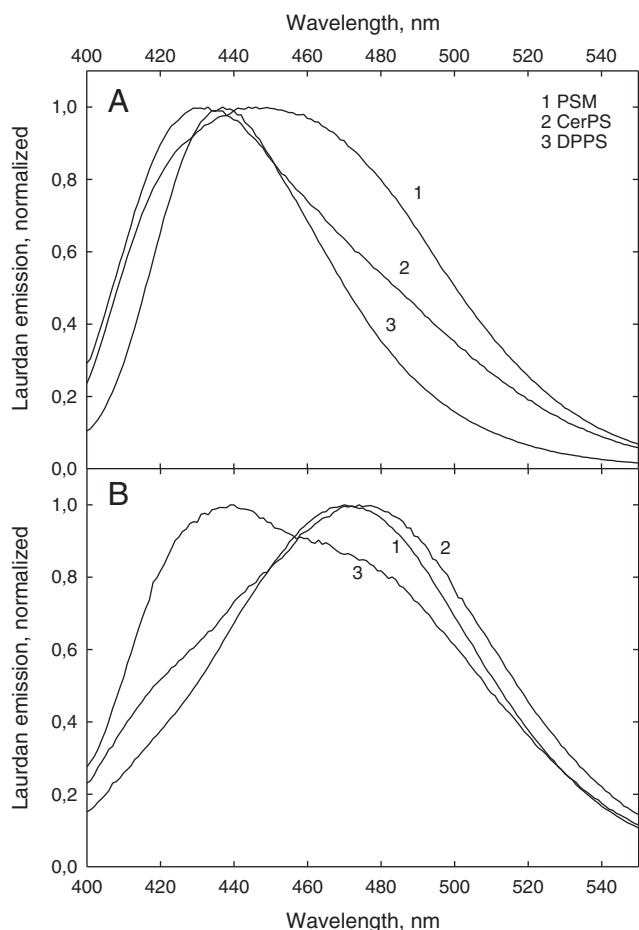 Wavelength, nm
400 420 440 460 480 500 520 540
A
1 PSM
2 CerPS
3 DPPS
Laurdan emission, normalized
1,0
0,8
0,6
0,4
0,2
0,0
1
2
3
B
Laurdan emission, normalized
1,0
0,8
0,6
0,4
0,2
0,0
1
2
3
400 420 440 460 480 500 520 540
Wavelength, nm